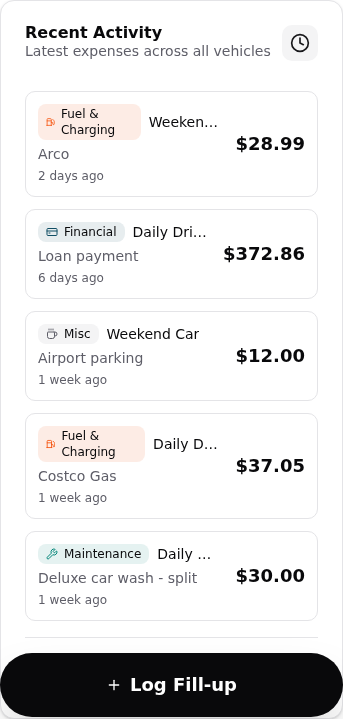 Recent Activity
Latest expenses across all vehicles
Fuel &
Charging
Weeken...
$28.99
Arco
2 days ago
Financial
Daily Dri...
$372.86
Loan payment
6 days ago
Misc
Weekend Car
$12.00
Airport parking
1 week ago
Fuel &
Charging
Daily D...
$37.05
Costco Gas
1 week ago
Maintenance
Daily ...
$30.00
Deluxe car wash - split
1 week ago
+ Log Fill-up